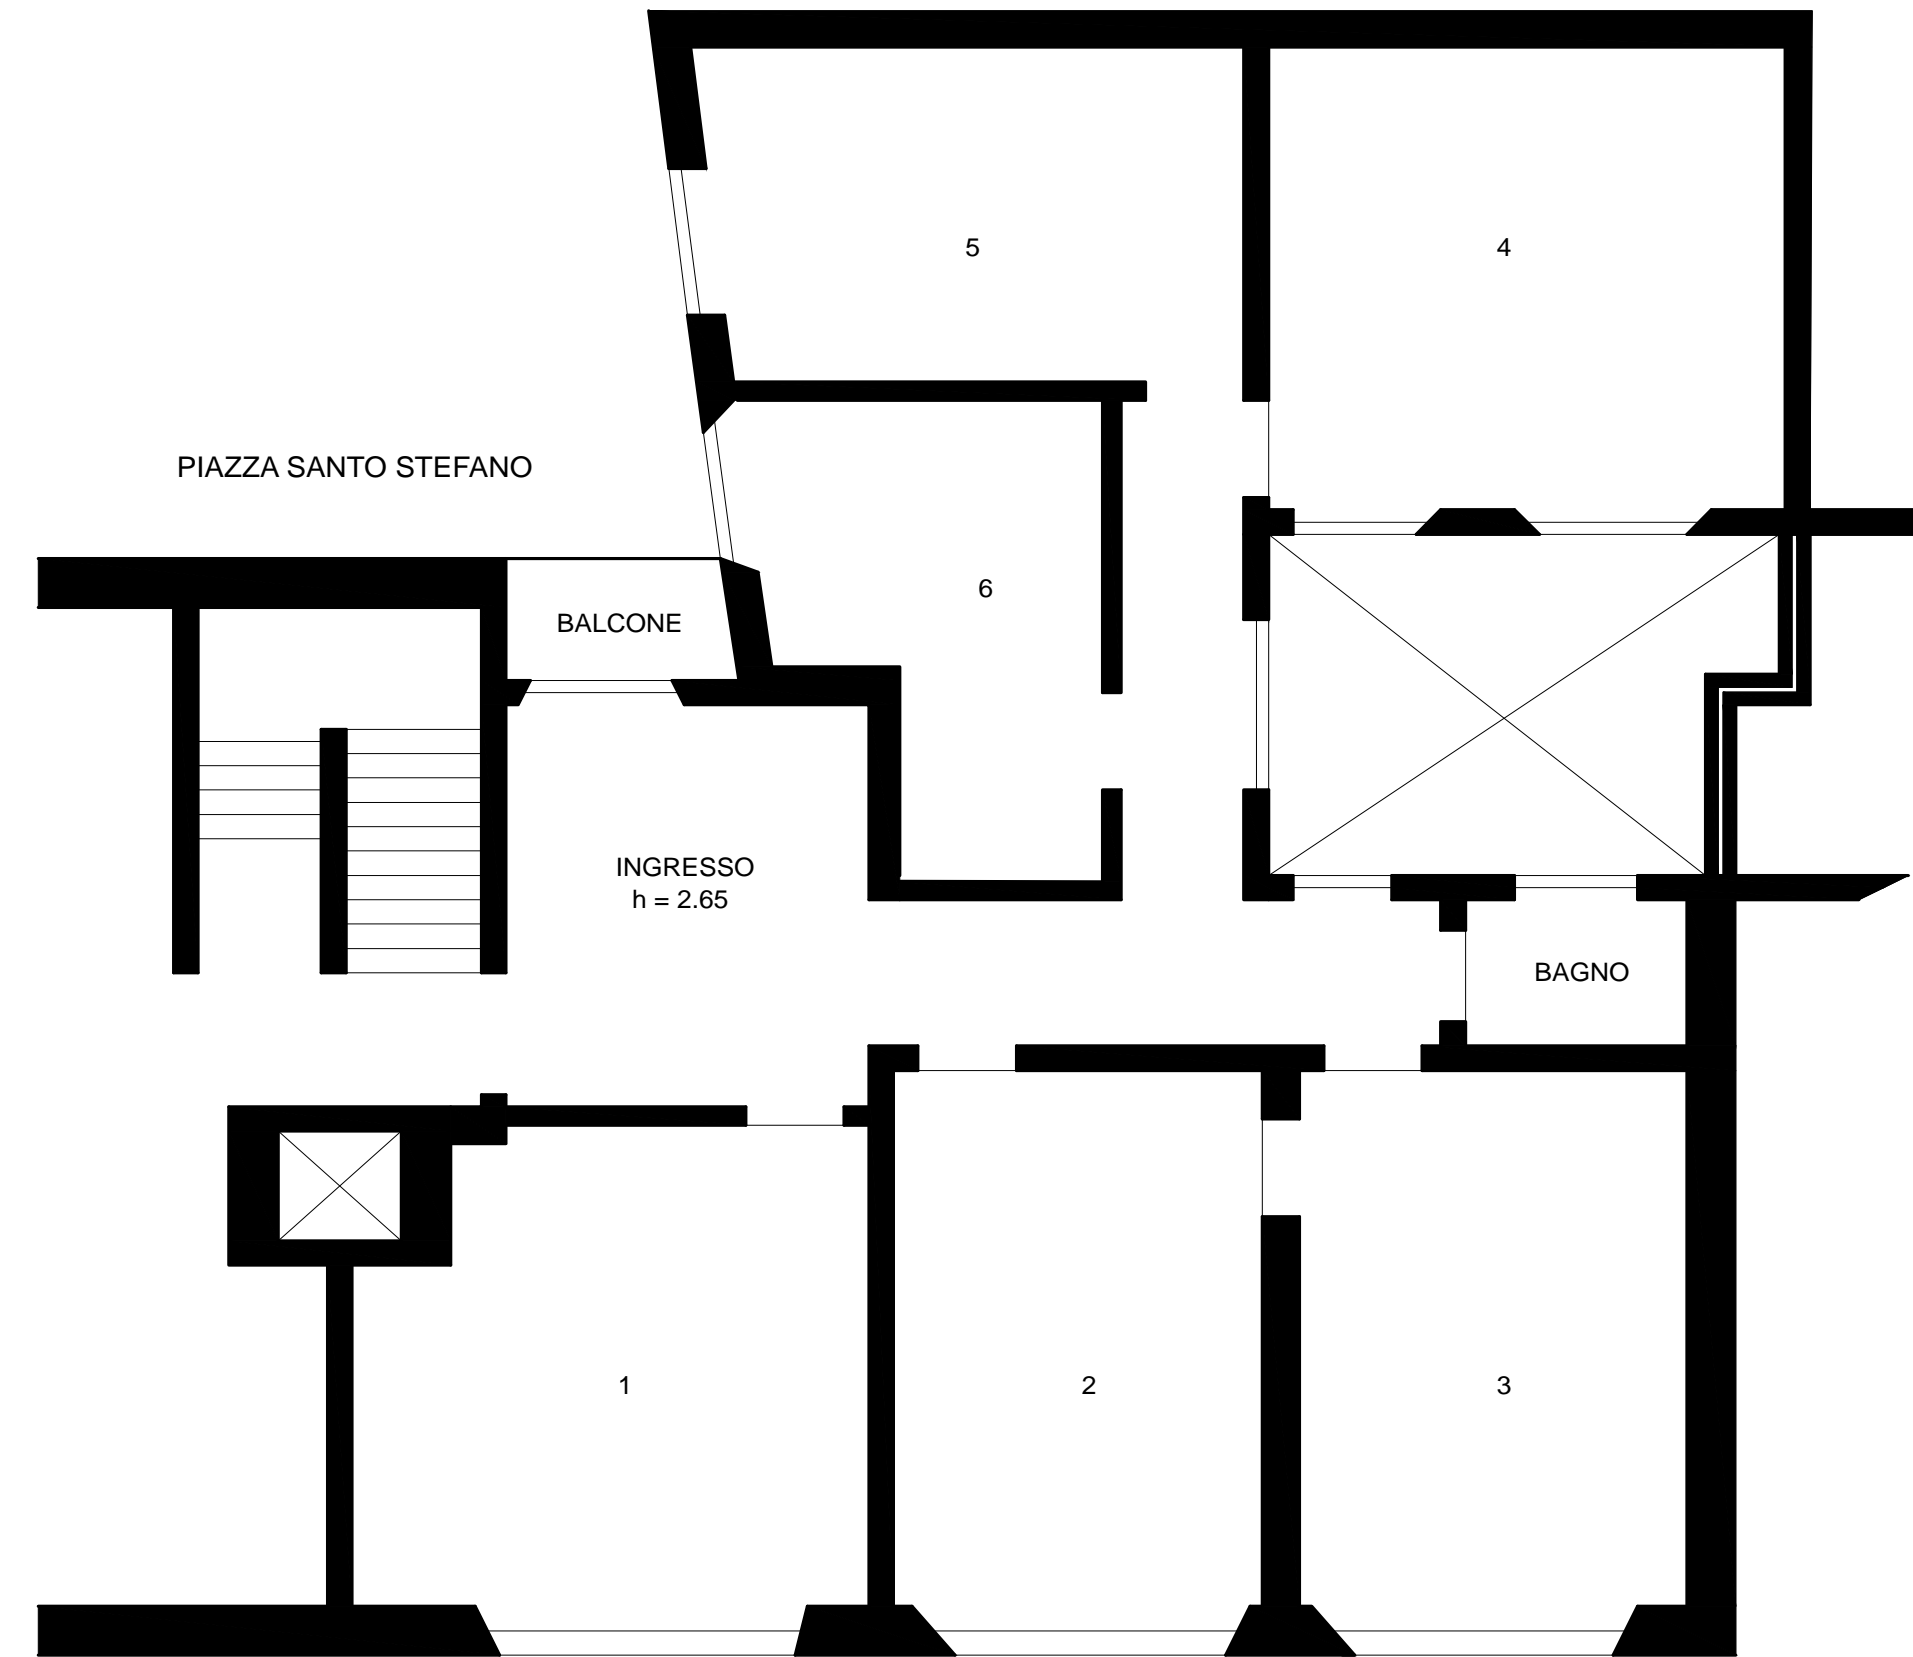 5
4
PIAZZA SANTO STEFANO
6
BALCONE
INGRESSO
h = 2.65
BAGNO
1
2
3